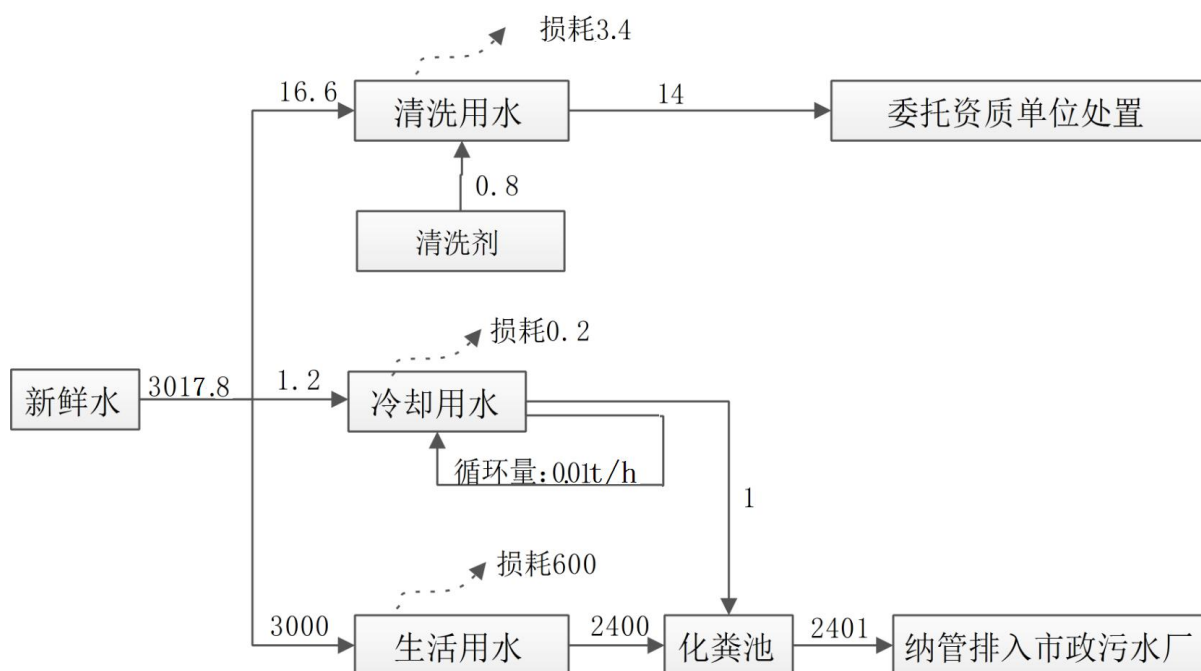 损耗3.4
16.6
清洗用水
14
委托资质单位处置
0.8
清洗剂
损耗0.2
新鲜水
3017.8
1.2
冷却用水
循环量:0.01t/h
1
损耗600
3000
生活用水
2400
化粪池
2401
纳管排入市政污水厂